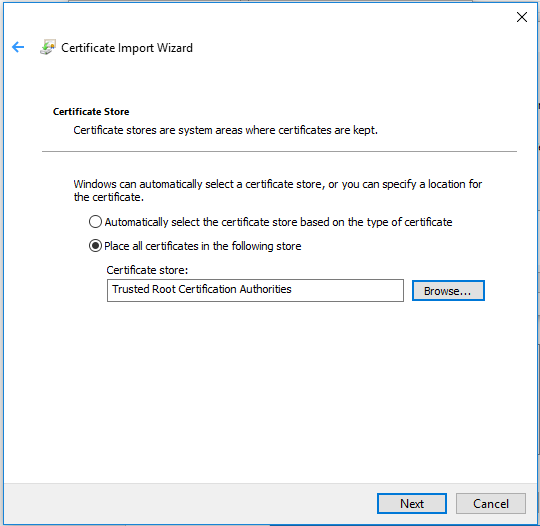 Certificate Import Wizard
Certificate Store
Certificate stores are system areas where certificates are kept.
Windows can automatically select a certificate store, or you can specify a location for
the certificate.
Automatically select the certificate store based on the type of certificate
Place all certificates in the following store
Certificate store:
Trusted Root Certification Authorities
Browse...
Next
Cancel